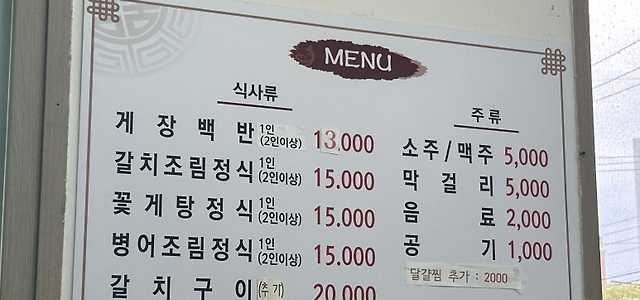 MENU
식사류
게장백반 1인 (2인이상) 13,000
갈치조림정식 1인 (2인이상) 15.000
꽃게탕정식 1인 (2인이상) 15.000
병어조림정식 1인 (2인이상) 15.000
갈치구이 (추가) 20,000
주류
소주/맥주 5,000
막걸리 5,000
음료 2,000
공기 1,000
달걀찜 추가 : 2000